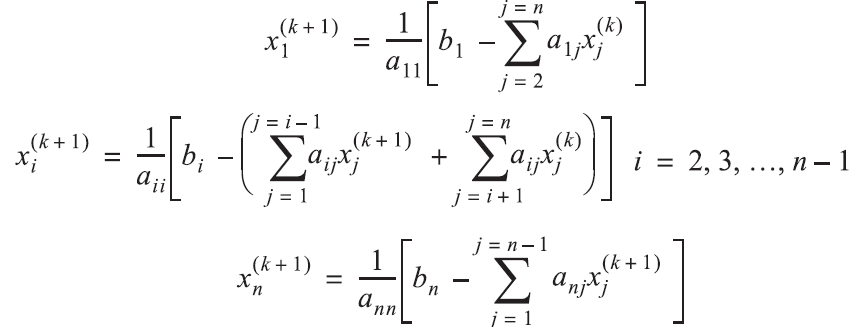 x_1^{(k+1)} = \frac{1}{a_{11}} \left[ b_1 - \sum_{j=2}^{j=n} a_{1j} x_j^{(k)} \right]
x_i^{(k+1)} = \frac{1}{a_{ii}} \left[ b_i - \left( \sum_{j=1}^{j=i-1} a_{ij} x_j^{(k+1)} + \sum_{j=i+1}^{j=n} a_{ij} x_j^{(k)} \right) \right] i = 2, 3, ..., n-1
x_n^{(k+1)} = \frac{1}{a_{nn}} \left[ b_n - \sum_{j=1}^{j=n-1} a_{nj} x_j^{(k+1)} \right]